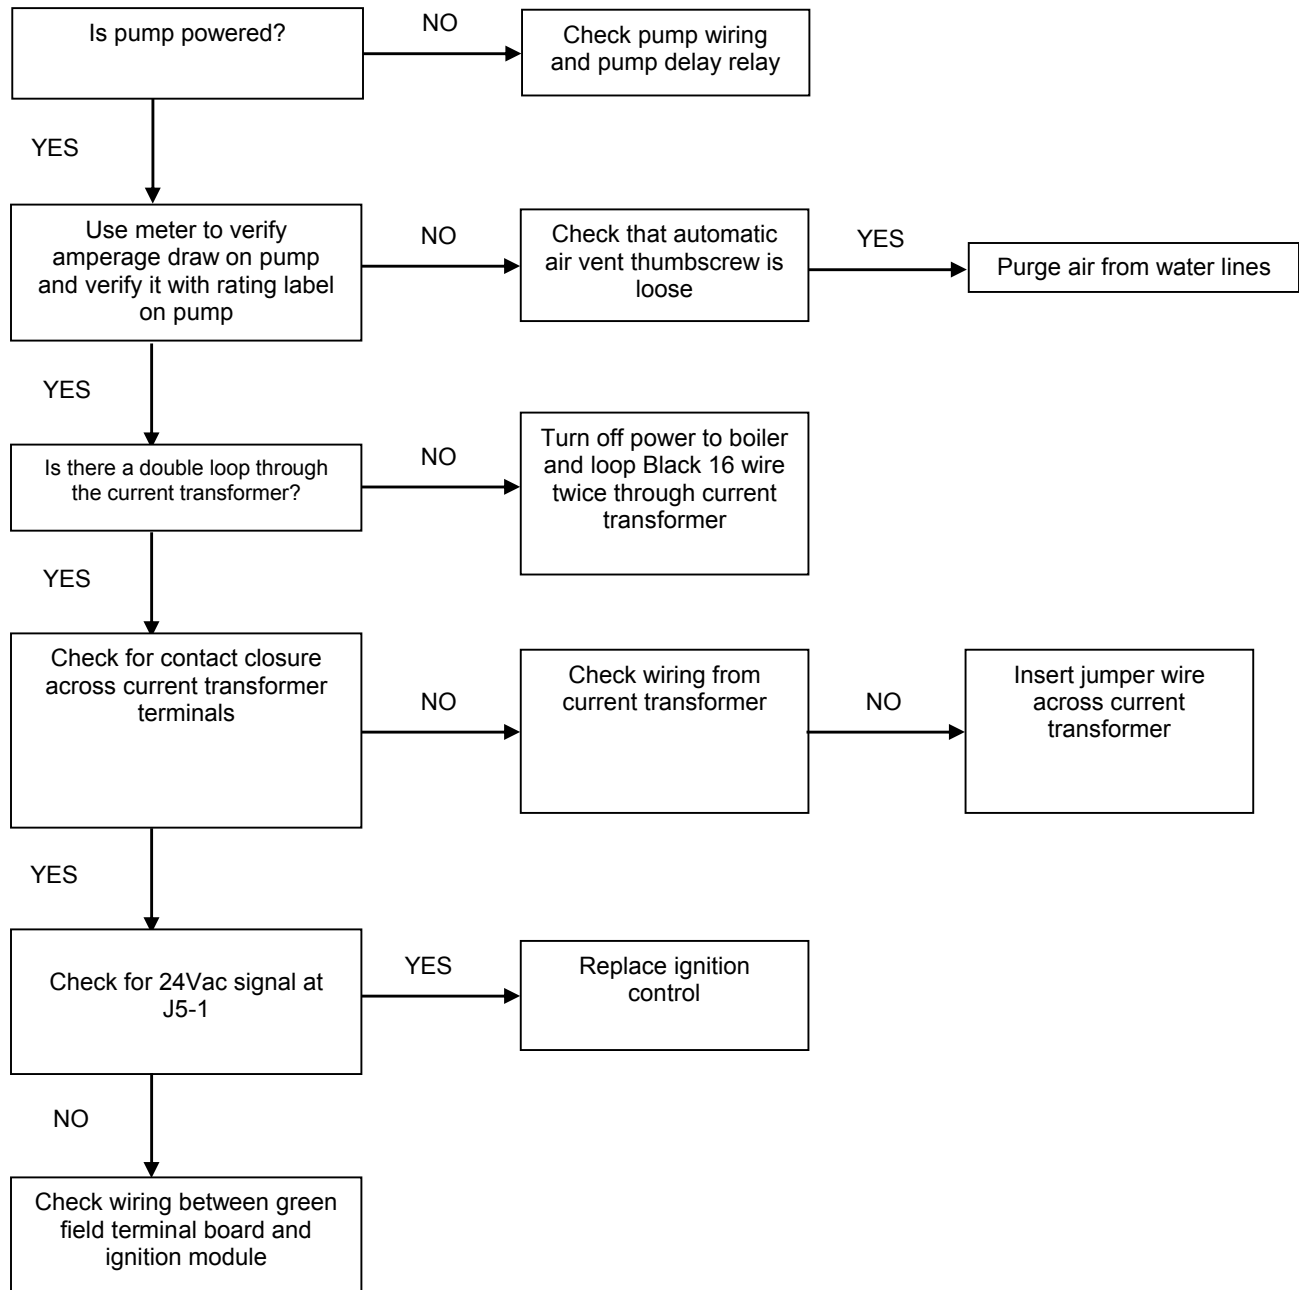 Is pump powered?
NO
Check pump wiring
and pump delay relay
YES
Use meter to verify
amperage draw on pump
and verify it with rating label
on pump
NO
Check that automatic
air vent thumbscrew is
loose
YES
Purge air from water lines
YES
Is there a double loop through
the current transformer?
NO
Turn off power to boiler
and loop Black 16 wire
twice through current
transformer
YES
Check for contact closure
across current transformer
terminals
NO
Check wiring from
current transformer
NO
Insert jumper wire
across current
transformer
YES
Check for 24Vac signal at
J5-1
YES
Replace ignition
control
NO
Check wiring between green
field terminal board and
ignition module